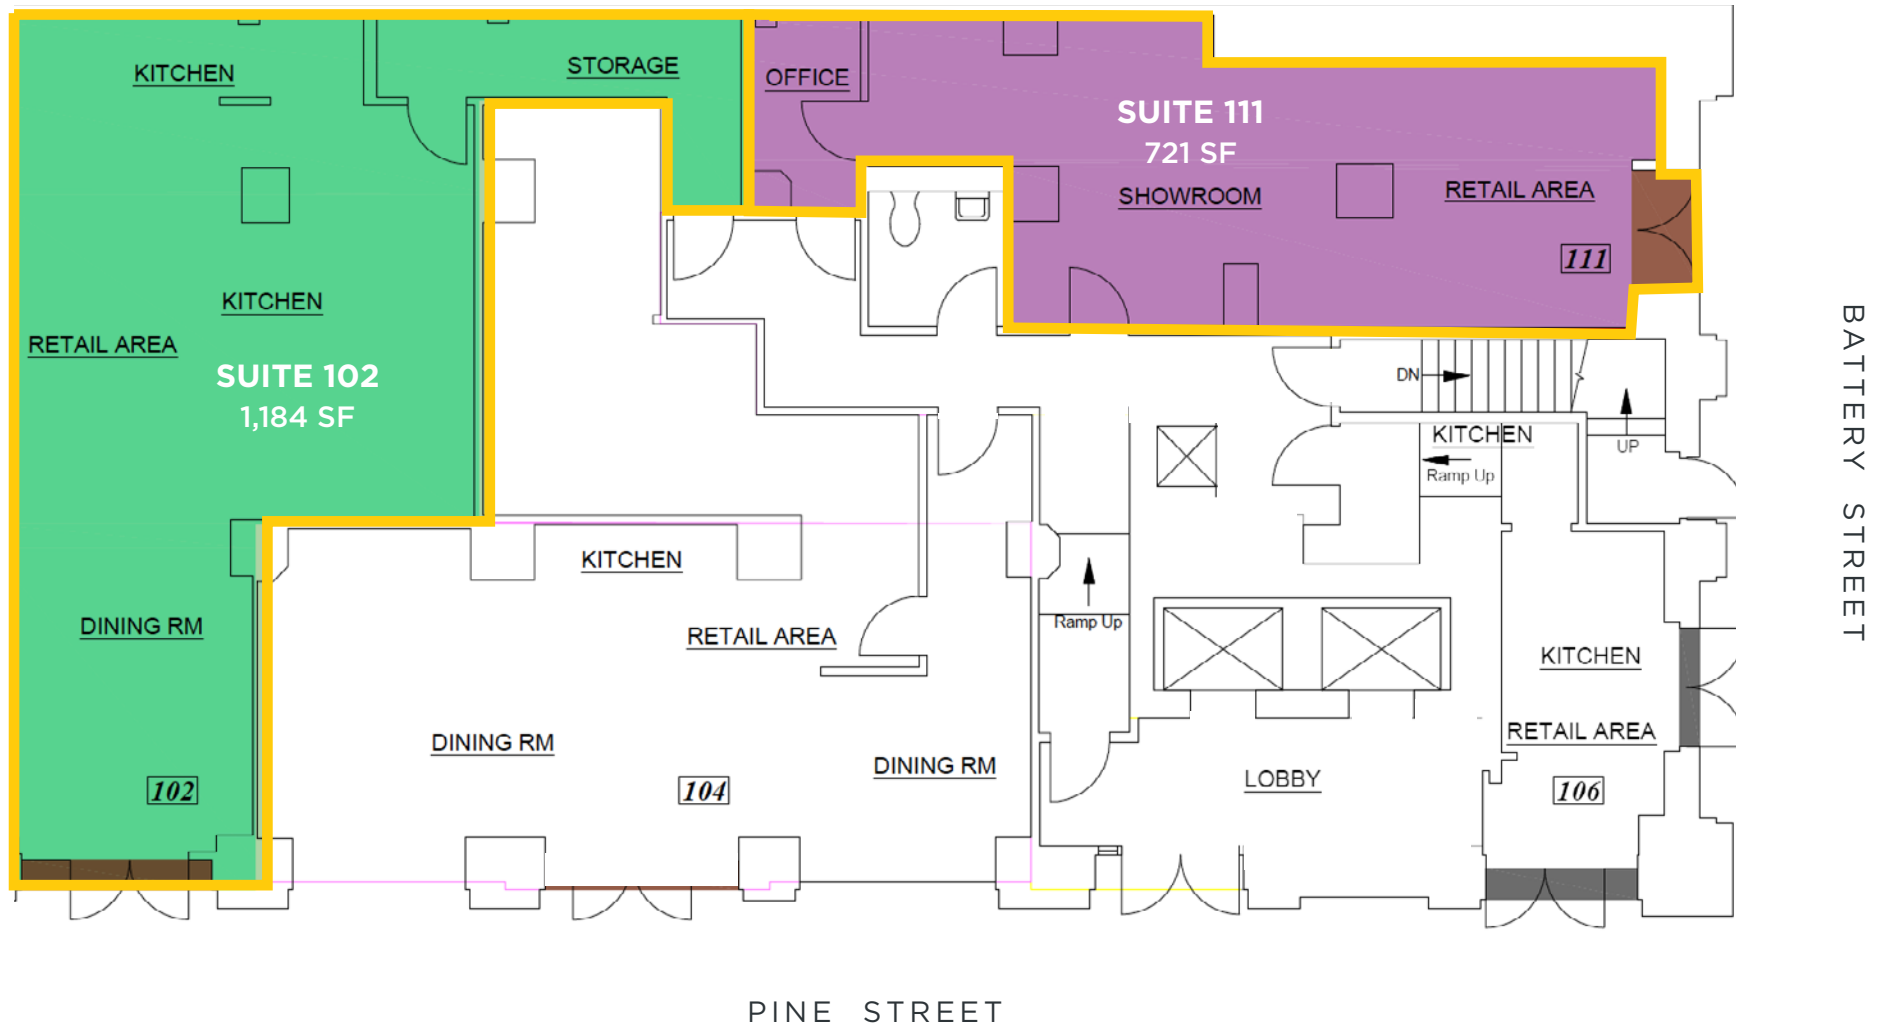 KITCHEN
STORAGE
OFFICE
SUITE 111
721 SF
SHOWROOM
RETAIL AREA
111
KITCHEN
RETAIL AREA
SUITE 102
1,184 SF
DN
KITCHEN
UP
Ramp Up
KITCHEN
DINING RM
RETAIL AREA
Ramp Up
KITCHEN
DINING RM
DINING RM
RETAIL AREA
LOBBY
102
104
106
BATTERY STREET
PINE STREET